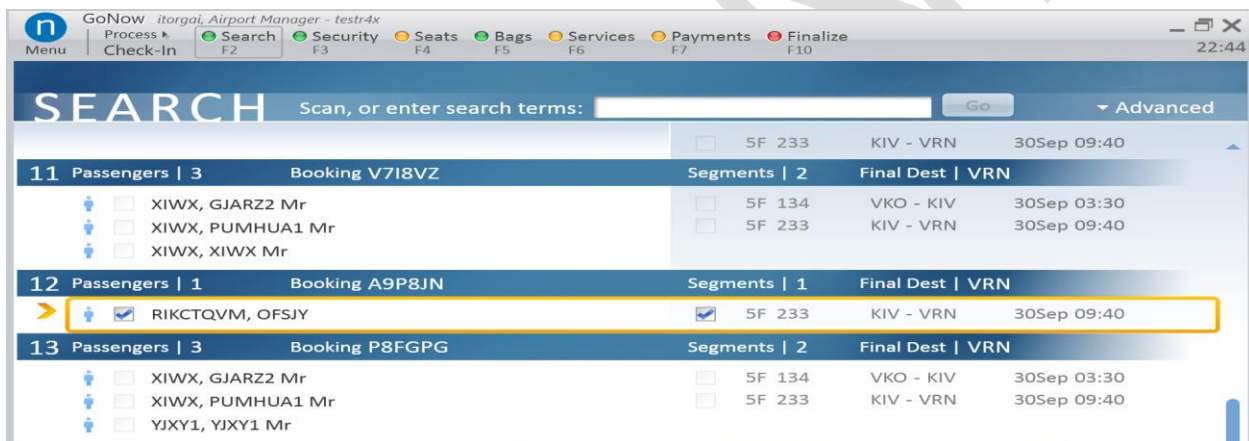 n GoNow itorgai, Airport Manager - testr4x
Menu Process Check-In Search F2 Security F3 Seats F4 Bags F5 Services F6 Payments F7 Finalize F10 22:44
SEARCH Scan, or enter search terms: Go Advanced
5F 233 KIV - VRN 30Sep 09:40
11 Passengers | 3 Booking V7I8VZ Segments | 2 Final Dest | VRN
XIWX, GJARZ2 Mr 5F 134 VKO - KIV 30Sep 03:30
XIWX, PUMHUA1 Mr 5F 233 KIV - VRN 30Sep 09:40
XIWX, XIWX Mr
12 Passengers | 1 Booking A9P8JN Segments | 1 Final Dest | VRN
RIKCTQVM, OFSJY 5F 233 KIV - VRN 30Sep 09:40
13 Passengers | 3 Booking P8FGPG Segments | 2 Final Dest | VRN
XIWX, GJARZ2 Mr 5F 134 VKO - KIV 30Sep 03:30
XIWX, PUMHUA1 Mr 5F 233 KIV - VRN 30Sep 09:40
YJXY1, YJXY1 Mr